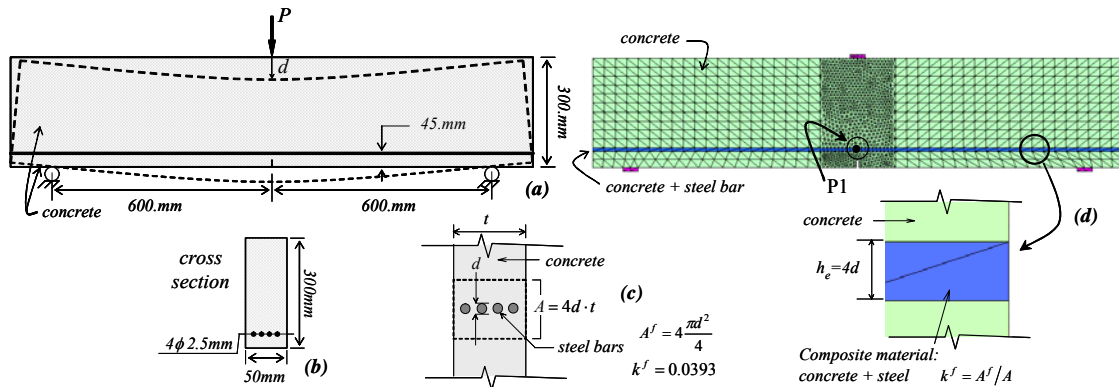 P
d
45.mm
300.mm
concrete
600.mm
600.mm
(a)
cross
section
4ϕ 2.5mm
50mm
300mm
(b)
t
concrete
d
A = 4d · t
steel bars
(c)
A^f = 4 πd²/4
k^f = 0.0393
concrete
concrete + steel bar
P1
(d)
concrete
h_e=4d
Composite material:
concrete + steel
k^f = A^f/A